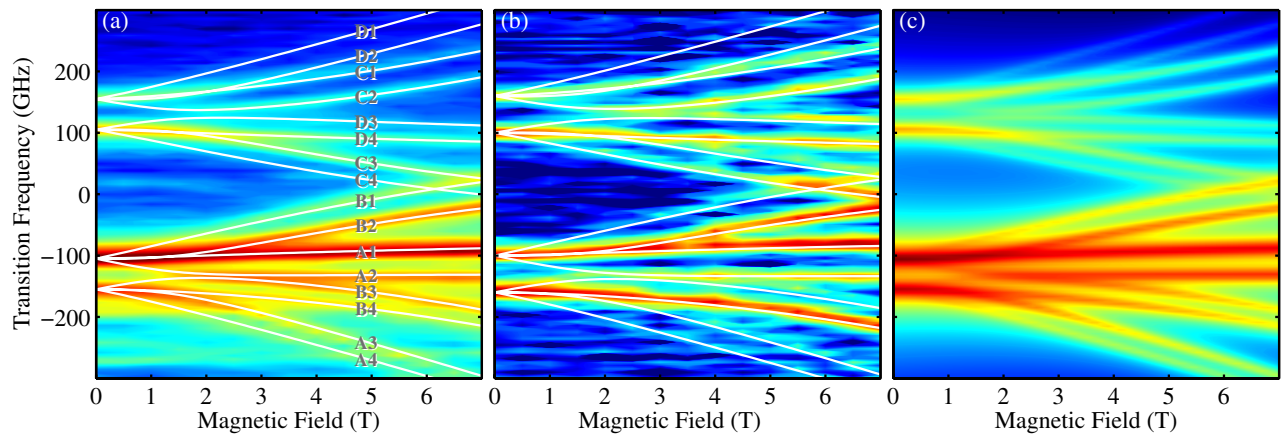 (a)
(b)
(c)
Transition Frequency (GHz)
200
100
0
−100
−200
D1
D2
C1
C2
D3
D4
C3
C4
B1
B2
A1
A2
B3
B4
A3
A4
0 1 2 3 4 5 6
0 1 2 3 4 5 6
0 1 2 3 4 5 6 7
Magnetic Field (T)
Magnetic Field (T)
Magnetic Field (T)